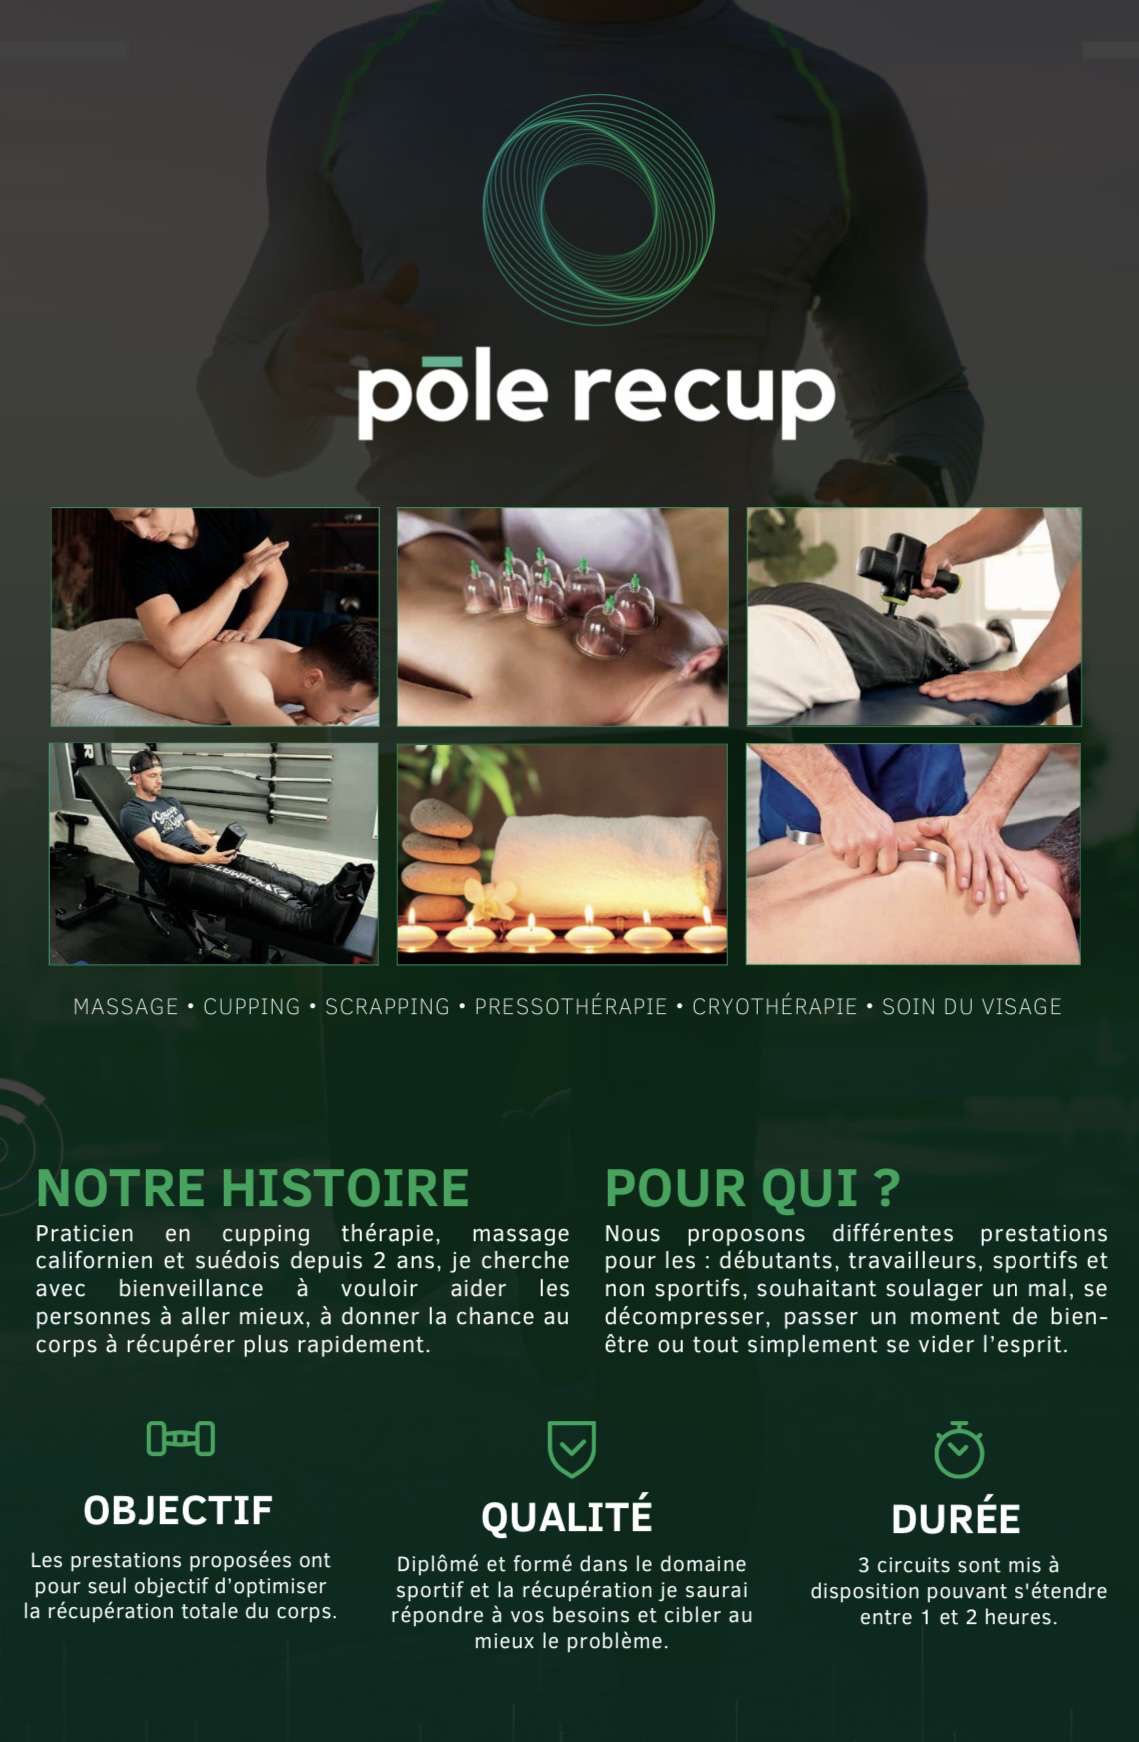 pōle recup
R
NORMATEC
MASSAGE • CUPPING • SCRAPPING • PRESSOTHÉRAPIE • CRYOTHÉRAPIE • SOIN DU VISAGE
NOTRE HISTOIRE
Praticien en cupping thérapie, massage
californien et suédois depuis 2 ans, je cherche
avec bienveillance à vouloir aider les
personnes à aller mieux, à donner la chance au
corps à récupérer plus rapidement.
POUR QUI ?
Nous proposons différentes prestations
pour les : débutants, travailleurs, sportifs et
non sportifs, souhaitant soulager un mal, se
décompresser, passer un moment de bien-
être ou tout simplement se vider l’esprit.
OBJECTIF
Les prestations proposées ont
pour seul objectif d’optimiser
la récupération totale du corps.
QUALITÉ
Diplômé et formé dans le domaine
sportif et la récupération je saurai
répondre à vos besoins et cibler au
mieux le problème.
DURÉE
3 circuits sont mis à
disposition pouvant s'étendre
entre 1 et 2 heures.